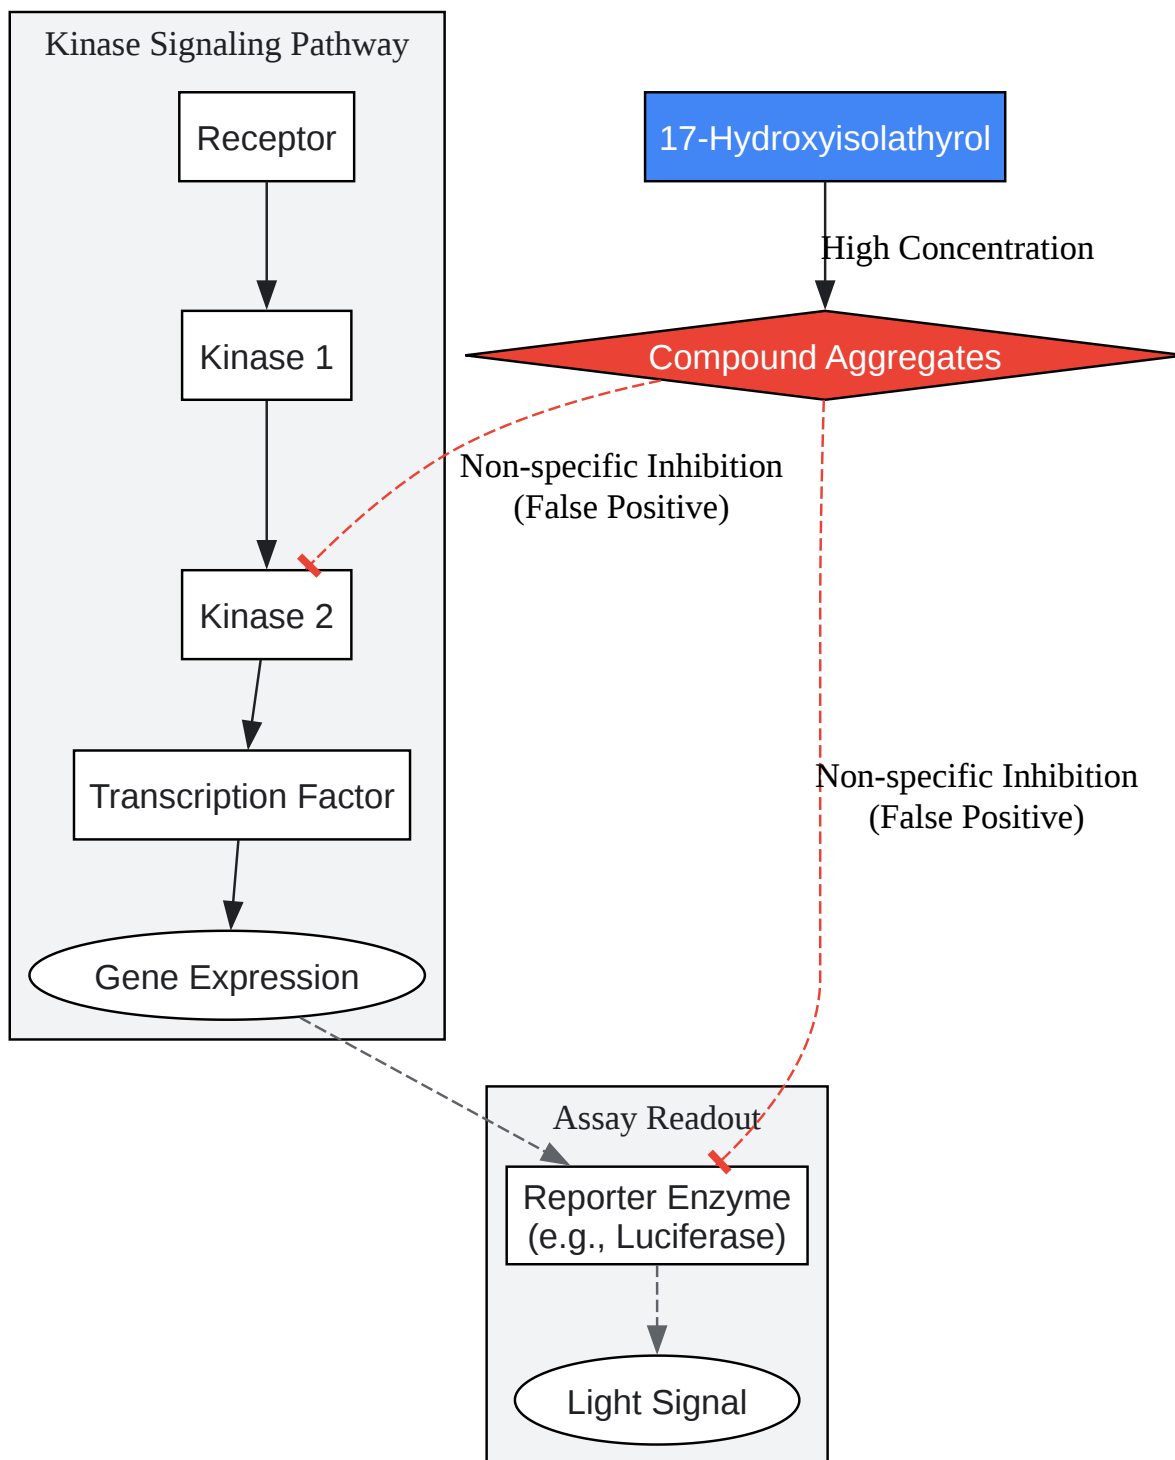 Kinase Signaling Pathway
Receptor
17-Hydroxyisolathyrol
High Concentration
Kinase 1
Compound Aggregates
Non-specific Inhibition
(False Positive)
Kinase 2
Transcription Factor
Non-specific Inhibition
(False Positive)
Gene Expression
Assay Readout
Reporter Enzyme
(e.g., Luciferase)
Light Signal